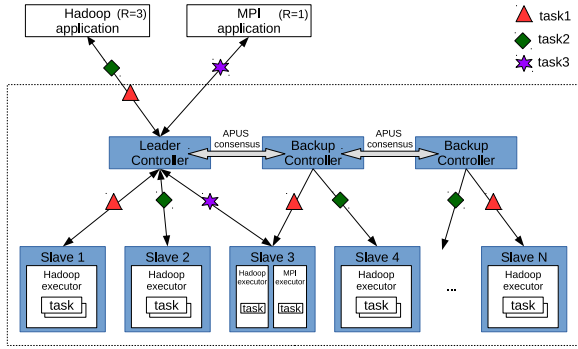 Hadoop (R=3)
application
MPI (R=1)
application
task1
task2
task3
Leader
Controller
APUS
consensus
Backup
Controller
APUS
consensus
Backup
Controller
Slave 1
Hadoop
executor
task
Slave 2
Hadoop
executor
task
Slave 3
Hadoop
executor
task
MPI
executor
task
Slave 4
Hadoop
executor
task
...
Slave N
Hadoop
executor
task